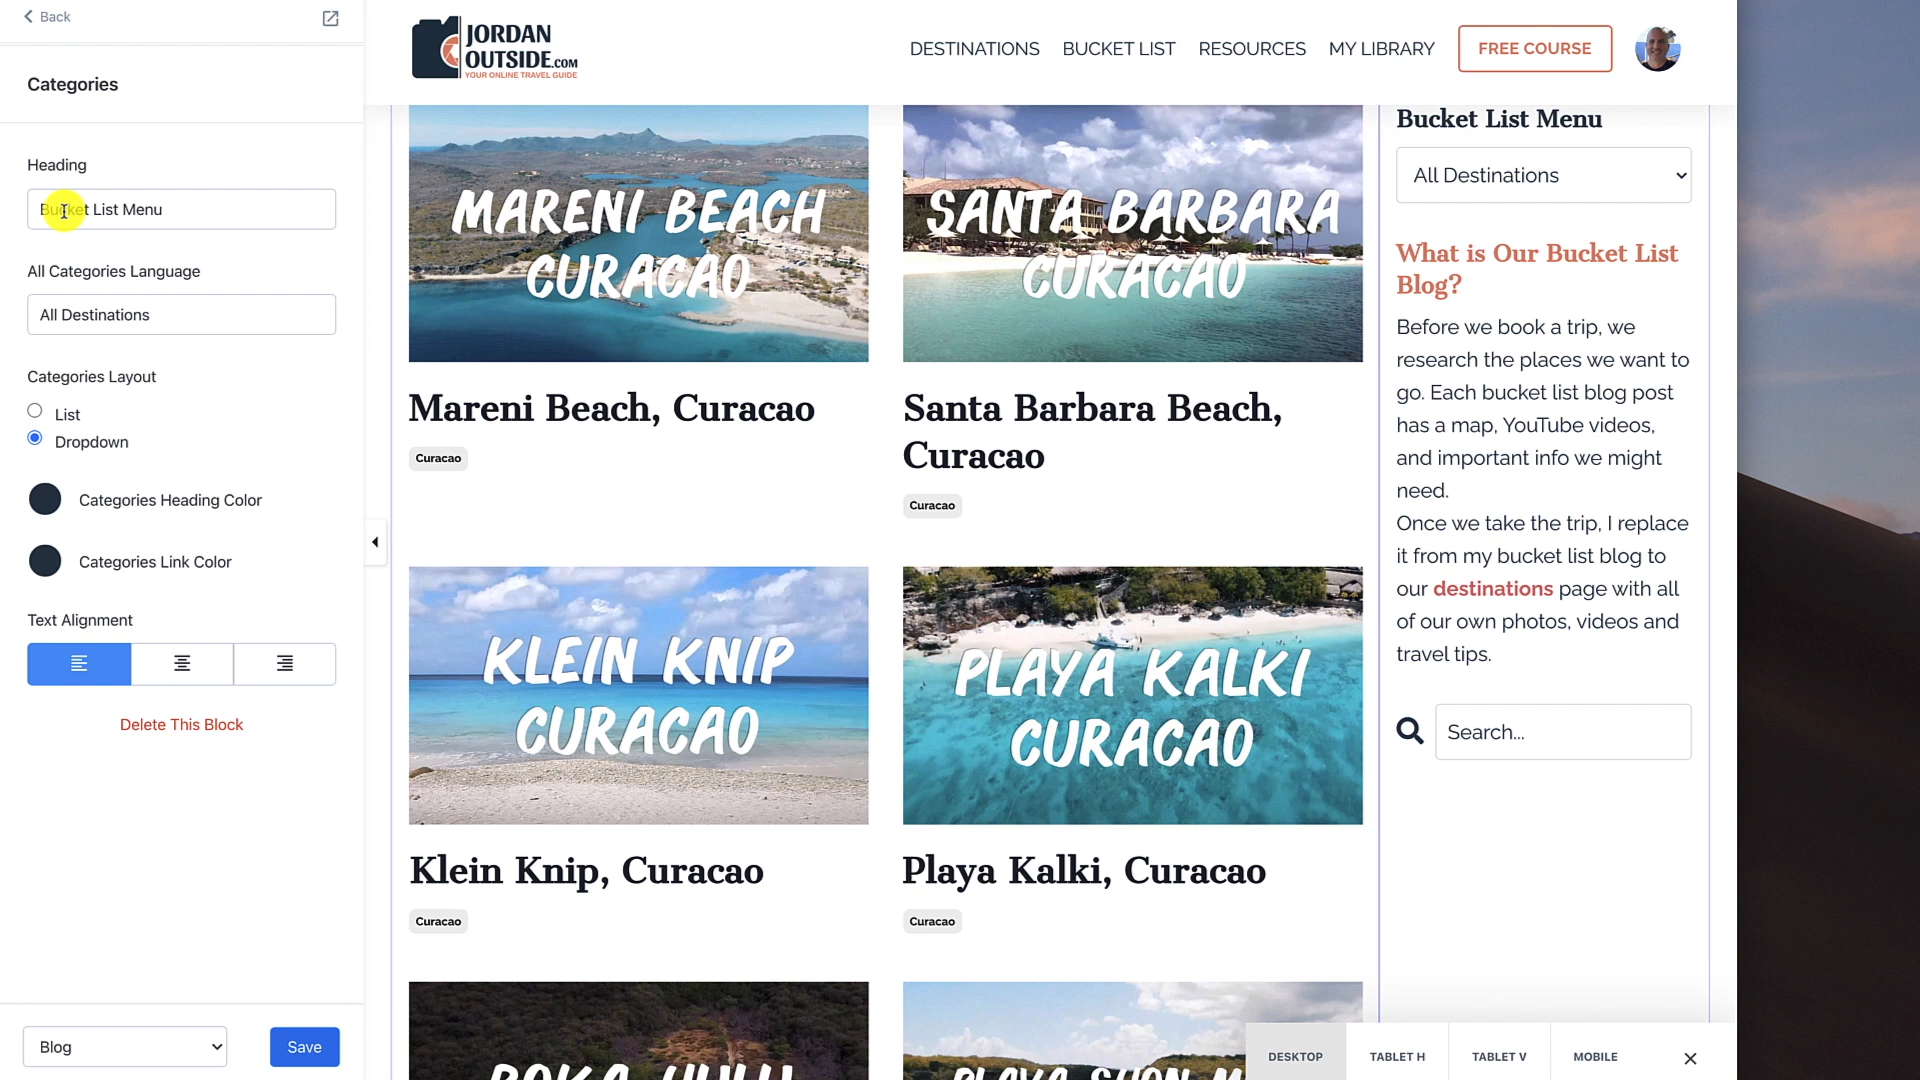 Back
Categories
Heading
Bucket List Menu
All Categories Language
All Destinations
Categories Layout
List
Dropdown
Categories Heading Color
Categories Link Color
Text Alignment
Delete This Block
Blog
Save
JORDAN
OUTSIDE.COM
YOUR ONLINE TRAVEL GUIDE
DESTINATIONS
BUCKET LIST
RESOURCES
MY LIBRARY
FREE COURSE
MARENI BEACH
CURACAO
Mareni Beach, Curacao
Curacao
SANTA BARBARA
CURACAO
Santa Barbara Beach,
Curacao
Curacao
KLEIN KNIP
CURACAO
Klein Knip, Curacao
Curacao
PLAYA KALKI
CURACAO
Playa Kalki, Curacao
Curacao
Bucket List Menu
All Destinations
What is Our Bucket List
Blog?
Before we book a trip, we
research the places we want to
go. Each bucket list blog post
has a map, YouTube videos,
and important info we might
need.
Once we take the trip, I replace
it from my bucket list blog to
our destinations page with all
of our own photos, videos and
travel tips.
Search...
DESKTOP
TABLET H
TABLET V
MOBILE